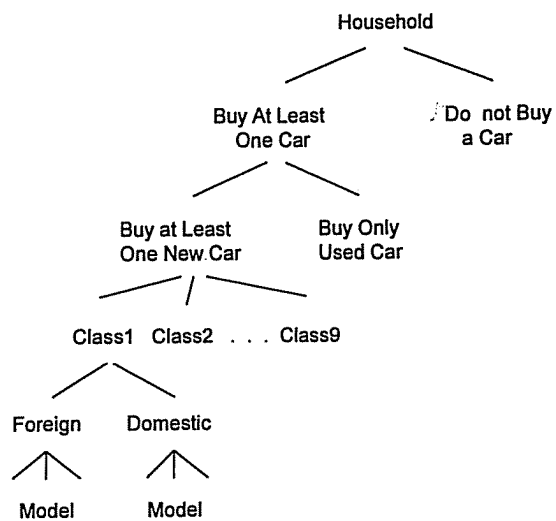 Household
Buy At Least
One Car
Do not Buy
a Car
Buy at Least
One New Car
Buy Only
Used Car
Class1 Class2 . . . Class9
Foreign Domestic
Model Model